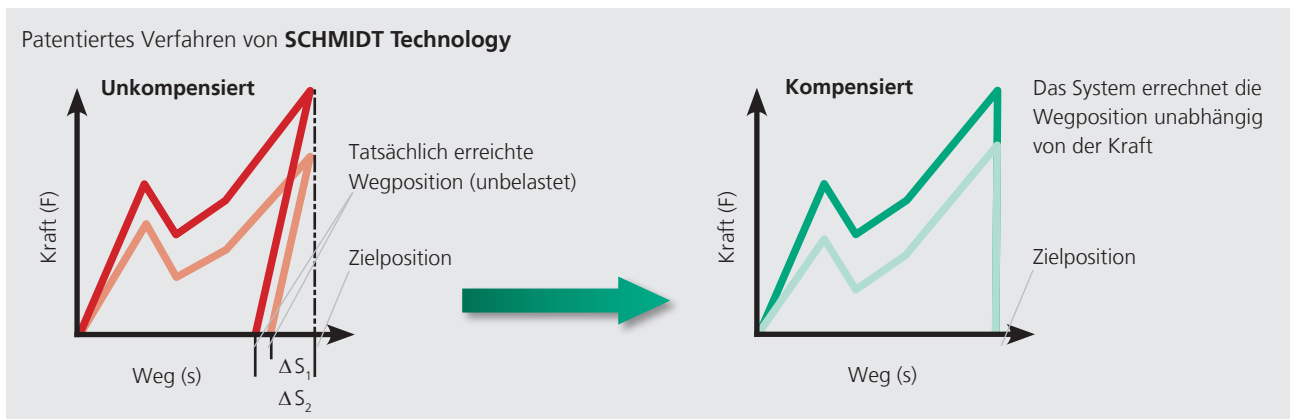 Patentiertes Verfahren von SCHMIDT Technology
Unkompensiert
Kraft (F)
Weg (s)
Tatsächlich erreichte
Wegposition (unbelastet)
Zielposition
ΔS₁
ΔS₂
Kompensiert
Kraft (F)
Weg (s)
Das System errechnet die
Wegposition unabhängig
von der Kraft
Zielposition